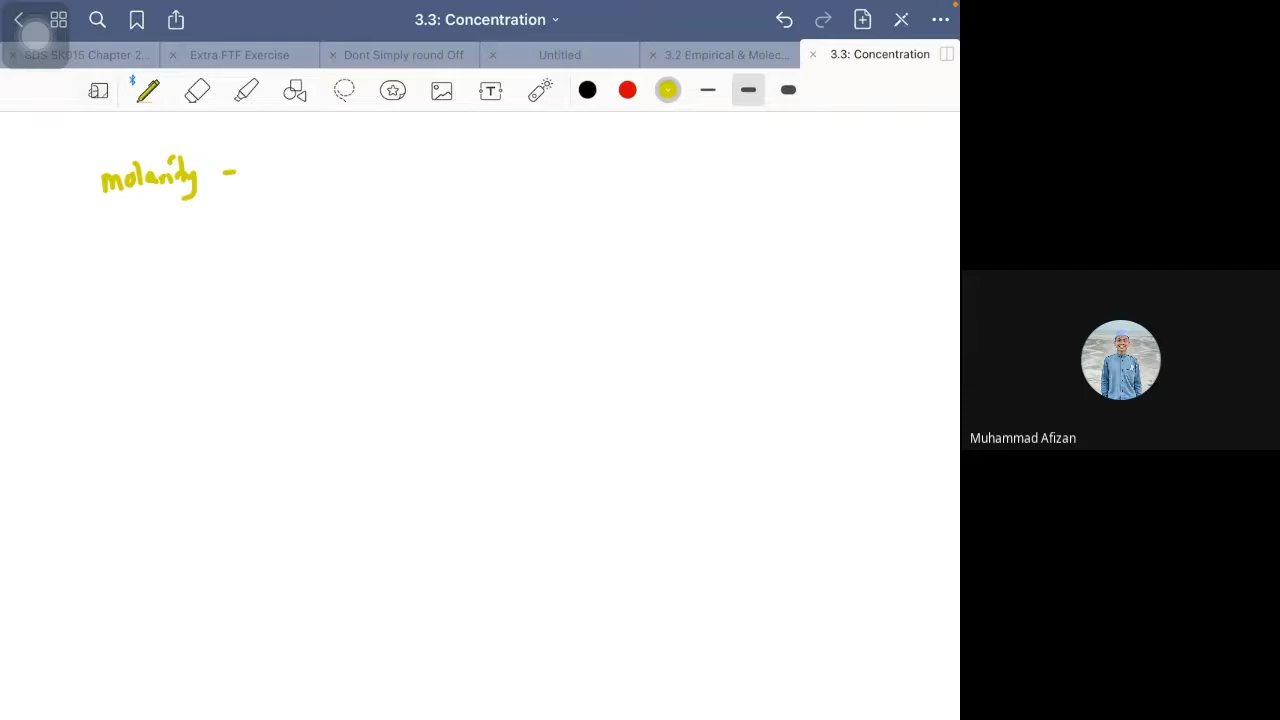 3.3: Concentration
SDS SK015 Chapter 2...
Extra FTF Exercise
Dont Simply round Off
Untitled
3.2 Empirical & Molec...
3.3: Concentration
T
molarity -
Muhammad Afizan